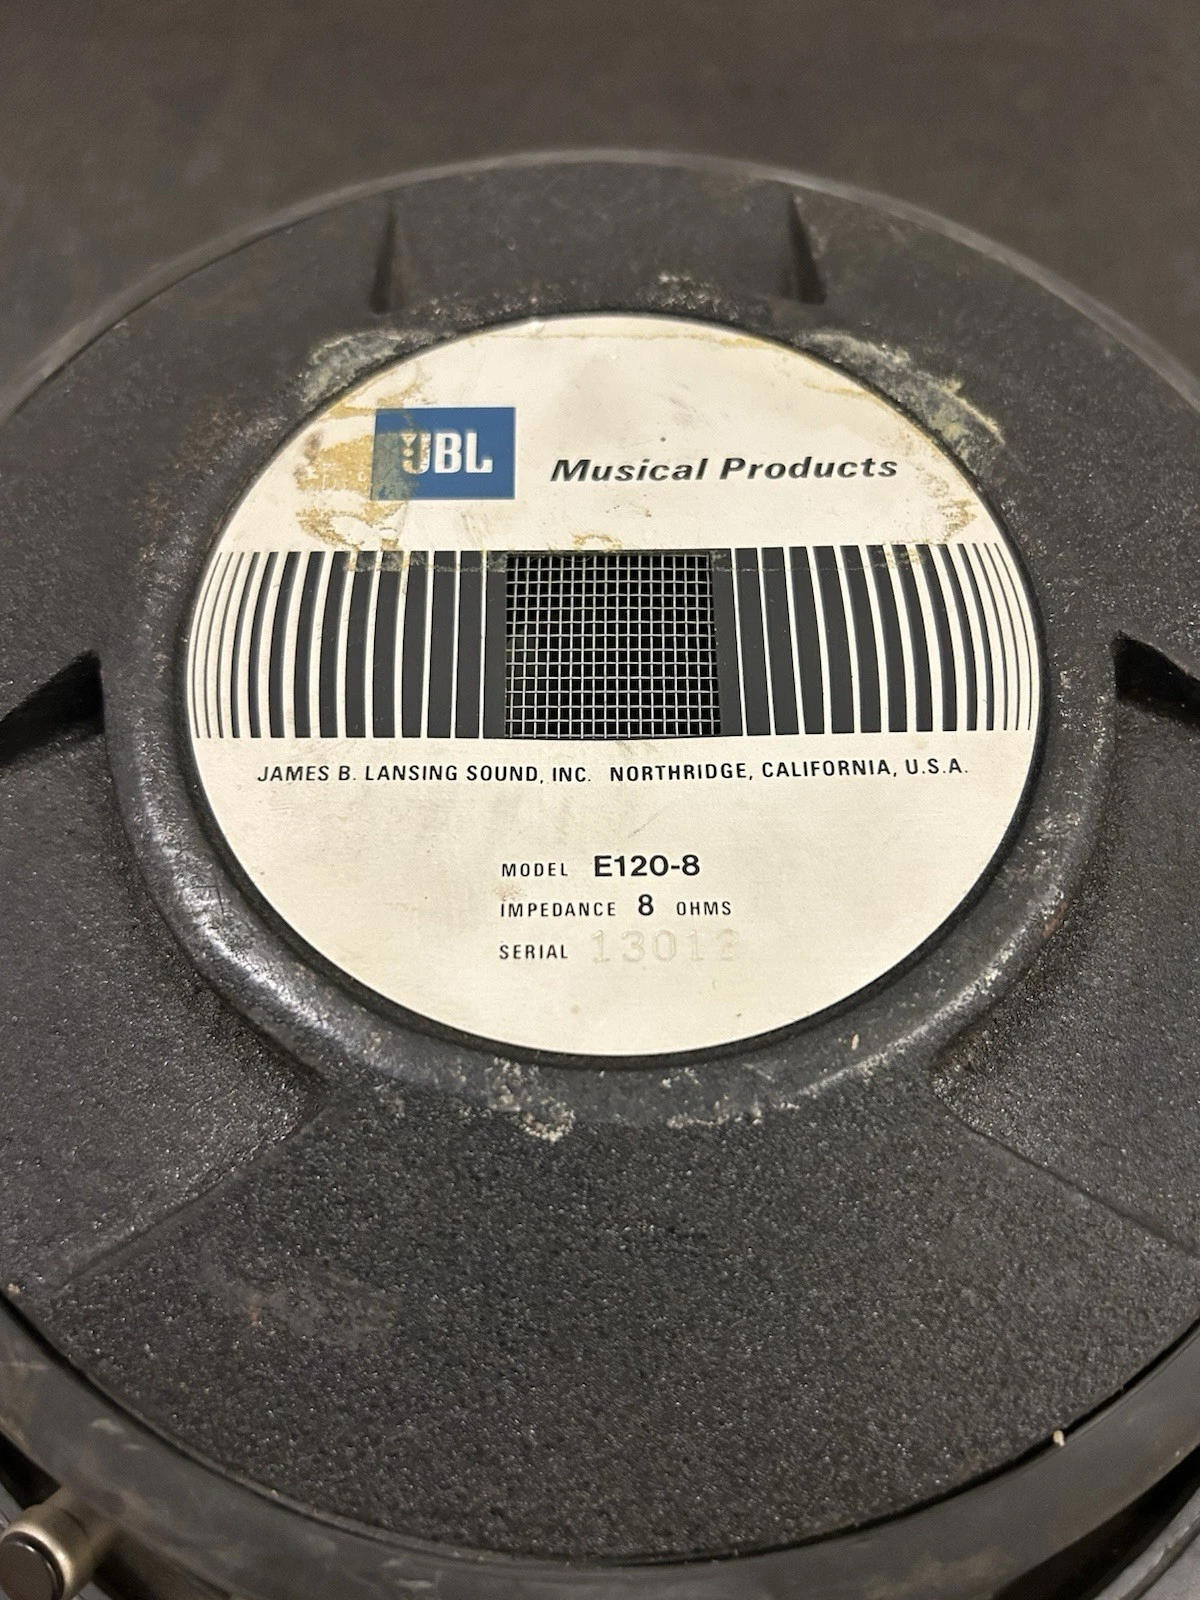 JBL
Musical Products
JAMES B. LANSING SOUND, INC. NORTHRIDGE, CALIFORNIA, U.S.A.
MODEL E120-8
IMPEDANCE 8 OHMS
SERIAL